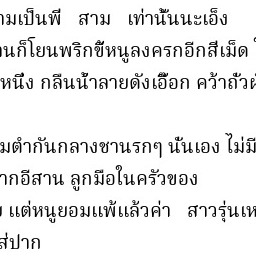 ามเป็นพี่ สาม เท่านั้นนะเอ็ง
านก็โยนพริกขี้หนูลงครกอีกสี่เม็ด
หนึ่ง กลืนน้ำลายดังเอื๊อก คว้าถั่วฝ
มตำกันกลางชานรกๆ นั่นเอง ไม่มี
ากอีสาน ลูกมือในครัวของ
แต่หนูยอมแพ้แล้วค่า สาวรุ่นเห
ส่ปาก